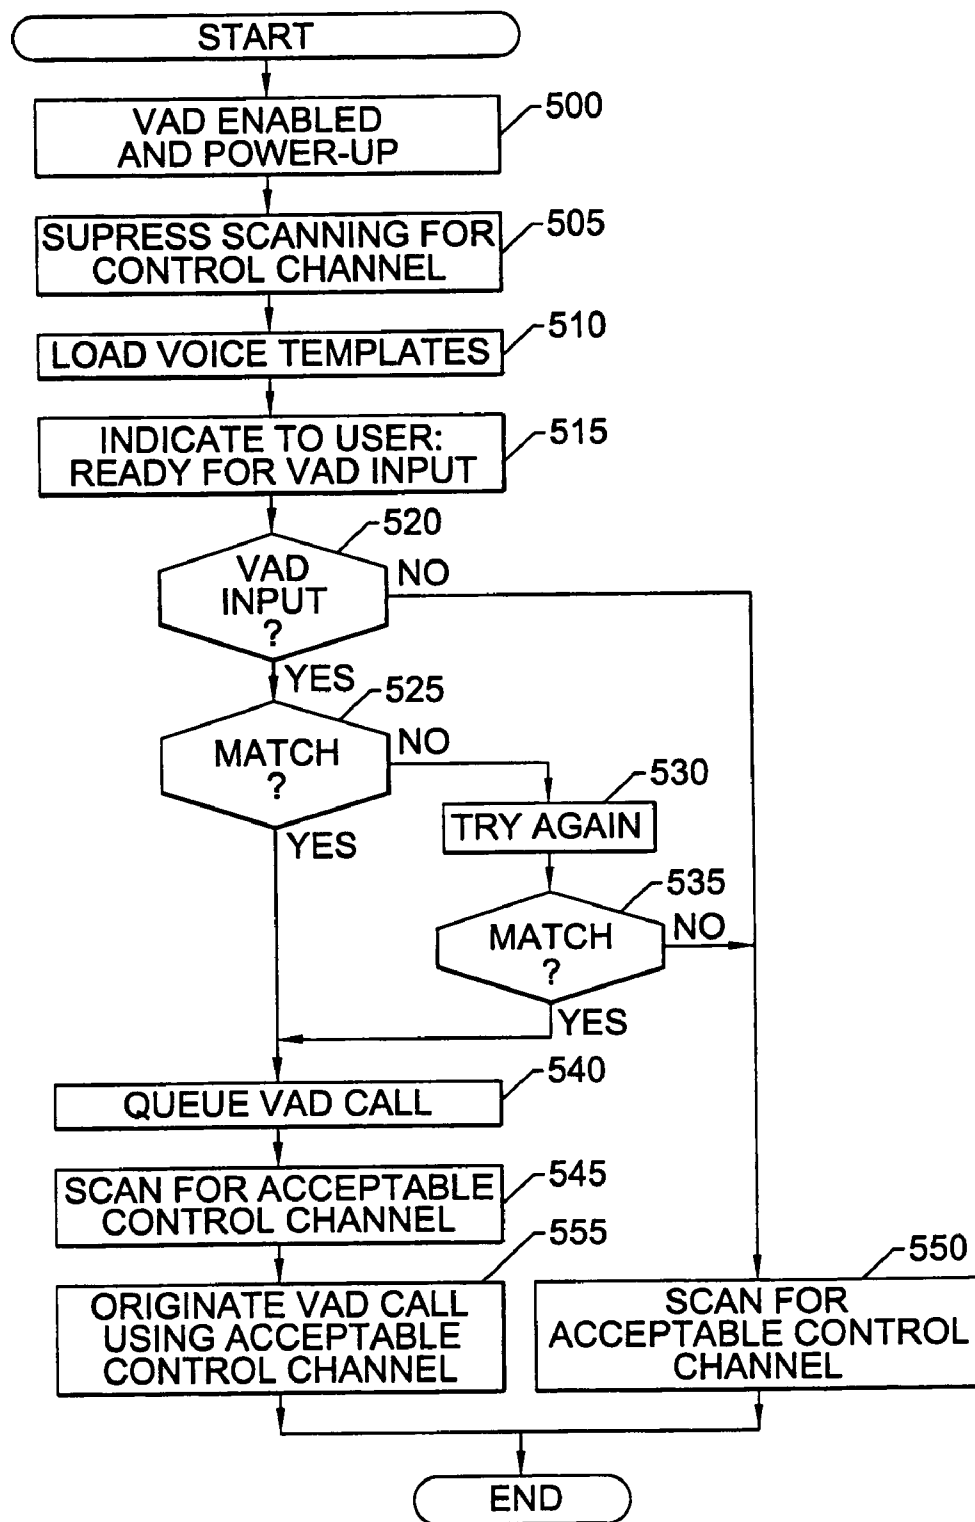 START
500
VAD ENABLED
AND POWER-UP
505
SUPRESS SCANNING FOR
CONTROL CHANNEL
510
LOAD VOICE TEMPLATES
515
INDICATE TO USER:
READY FOR VAD INPUT
520
VAD
INPUT
?
NO
YES
525
MATCH
?
NO
YES
530
TRY AGAIN
535
MATCH
?
NO
YES
540
QUEUE VAD CALL
545
SCAN FOR ACCEPTABLE
CONTROL CHANNEL
555
ORIGINATE VAD CALL
USING ACCEPTABLE
CONTROL CHANNEL
550
SCAN FOR
ACCEPTABLE CONTROL
CHANNEL
END